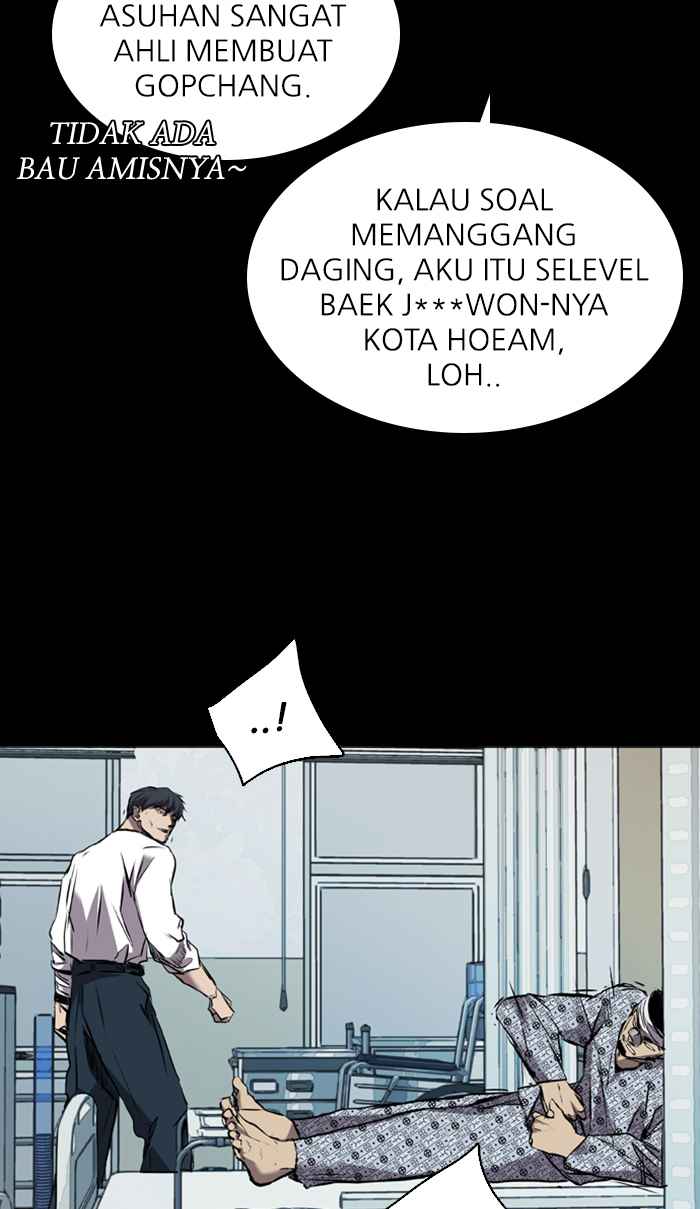 ASUHAN SANGAT
AHLI MEMBUAT
GOPCHANG.
TIDAK ADA
BAU AMISNYA~
KALAU SOAL
MEMANGGANG
DAGING, AKU ITU SELEVEL
BAEK J***WON-NYA
KOTA HOEAM,
LOH..
..!